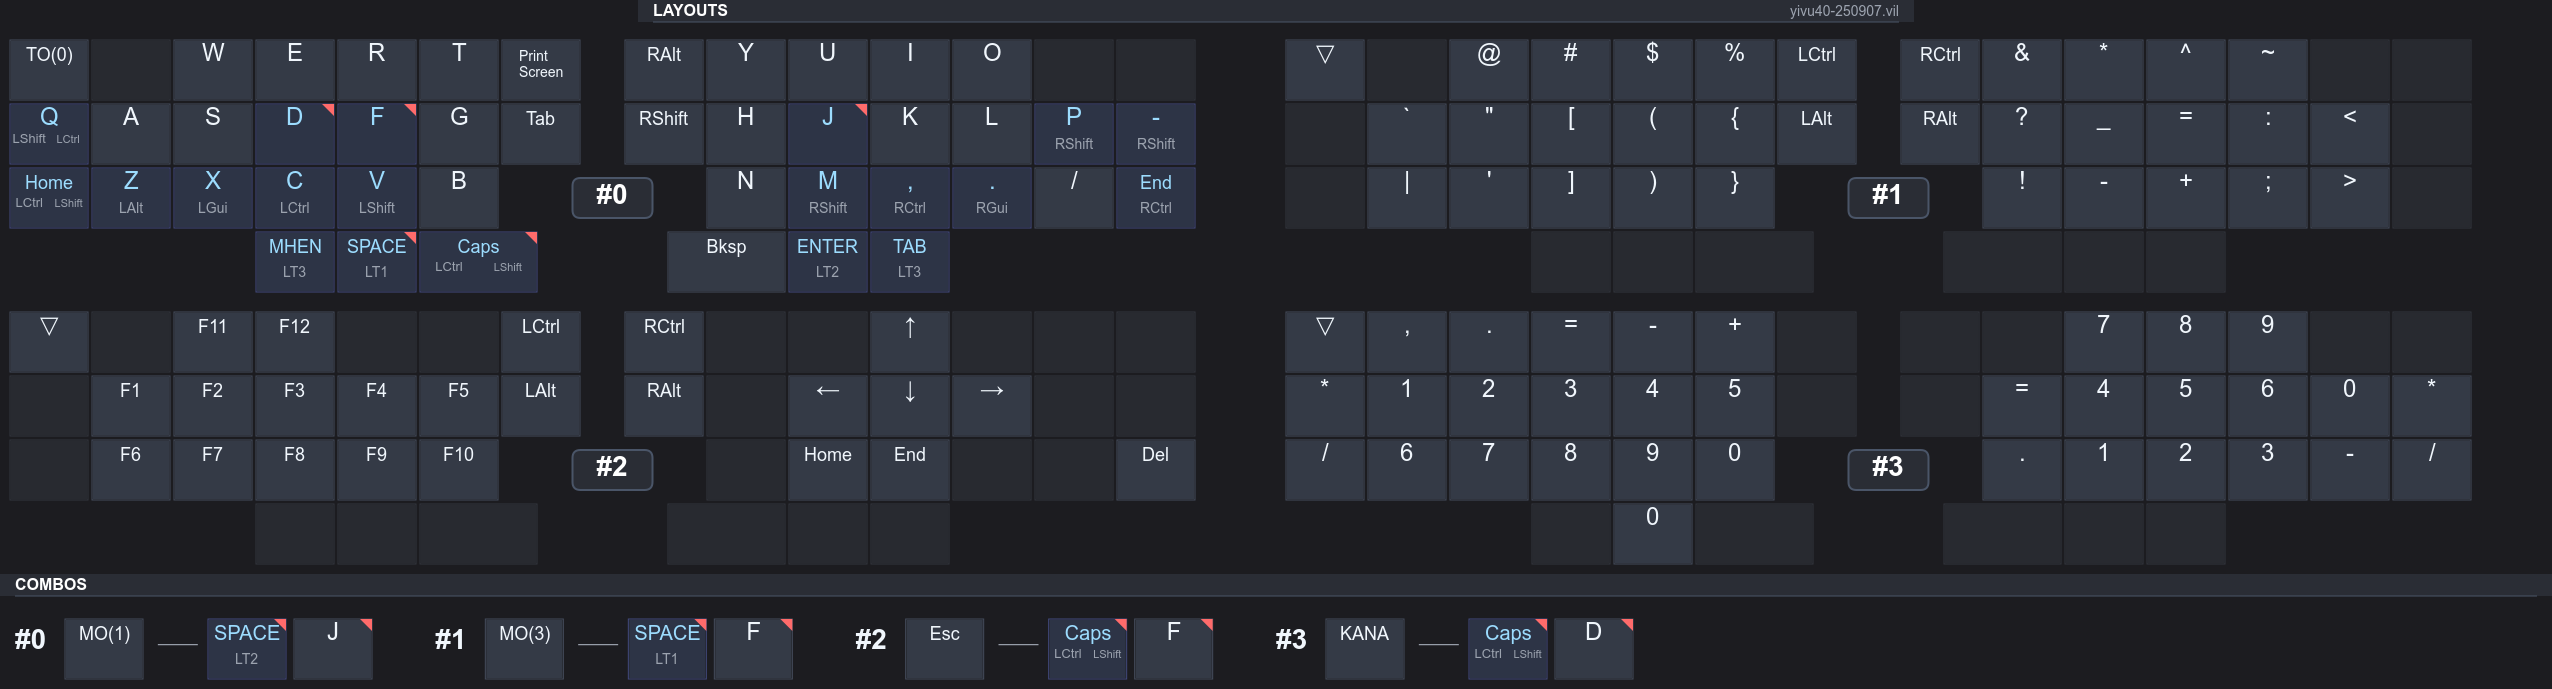 LAYOUTS yivu40-250907.vil
TO(0) W E R T Print Screen RAlt Y U I O
Q LShift LCtrl A S D F G Tab RShift H J K L P RShift - RShift
Home LCtrl LShift Z LAlt X LGui C LCtrl V LShift B #0 N M RShift , RCtrl . RGui / End RCtrl
MHEN LT3 SPACE LT1 Caps LCtrl LShift Bksp ENTER LT2 TAB LT3
▽ @ # $ % LCtrl RCtrl & * ^ ~
` " [ ( { LAlt RAlt ? _ = : <
| ' ] ) } #1 ! - + ; >
▽ F11 F12 LCtrl RCtrl ↑
F1 F2 F3 F4 F5 LAlt RAlt ← ↓ →
F6 F7 F8 F9 F10 #2 Home End Del
▽ , . = - + 7 8 9
* 1 2 3 4 5 = 4 5 6 0 *
/ 6 7 8 9 0 #3 . 1 2 3 - /
0
COMBOS
#0 MO(1) SPACE LT2 J #1 MO(3) SPACE LT1 F #2 Esc Caps LCtrl LShift F #3 KANA Caps LCtrl LShift D